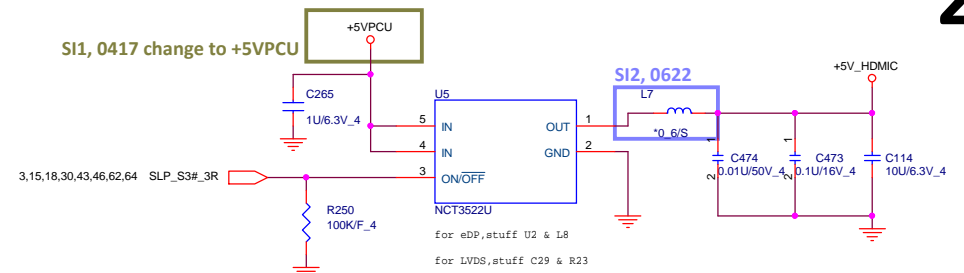 +5VPCU
SI1, 0417 change to +5VPCU
SI2, 0622
+5V_HDMIC
C265
1U/6.3V_4
U5
L7
*0_6/S
5 IN
4 IN
OUT 1
GND 2
3,15,18,30,43,46,62,64 SLP_S3#_3R
3 ON/OFF
NCT3522U
R250
100K/F_4
1
2
C474
0.01U/50V_4
1
2
C473
0.1U/16V_4
C114
10U/6.3V_4
for eDP,stuff U2 & L8
for LVDS,stuff C29 & R23